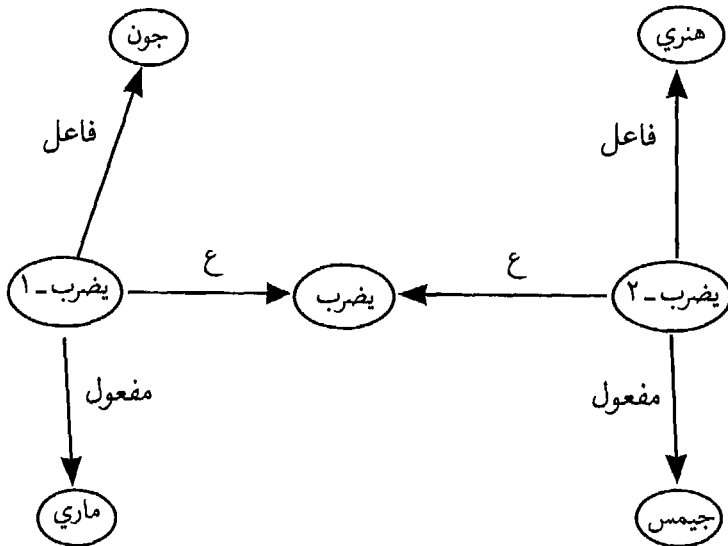 هنري
جون
فاعل
فاعل
ع
ع
يضرب-٢
يضرب
يضرب-١
مفعول
مفعول
جيمس
ماري